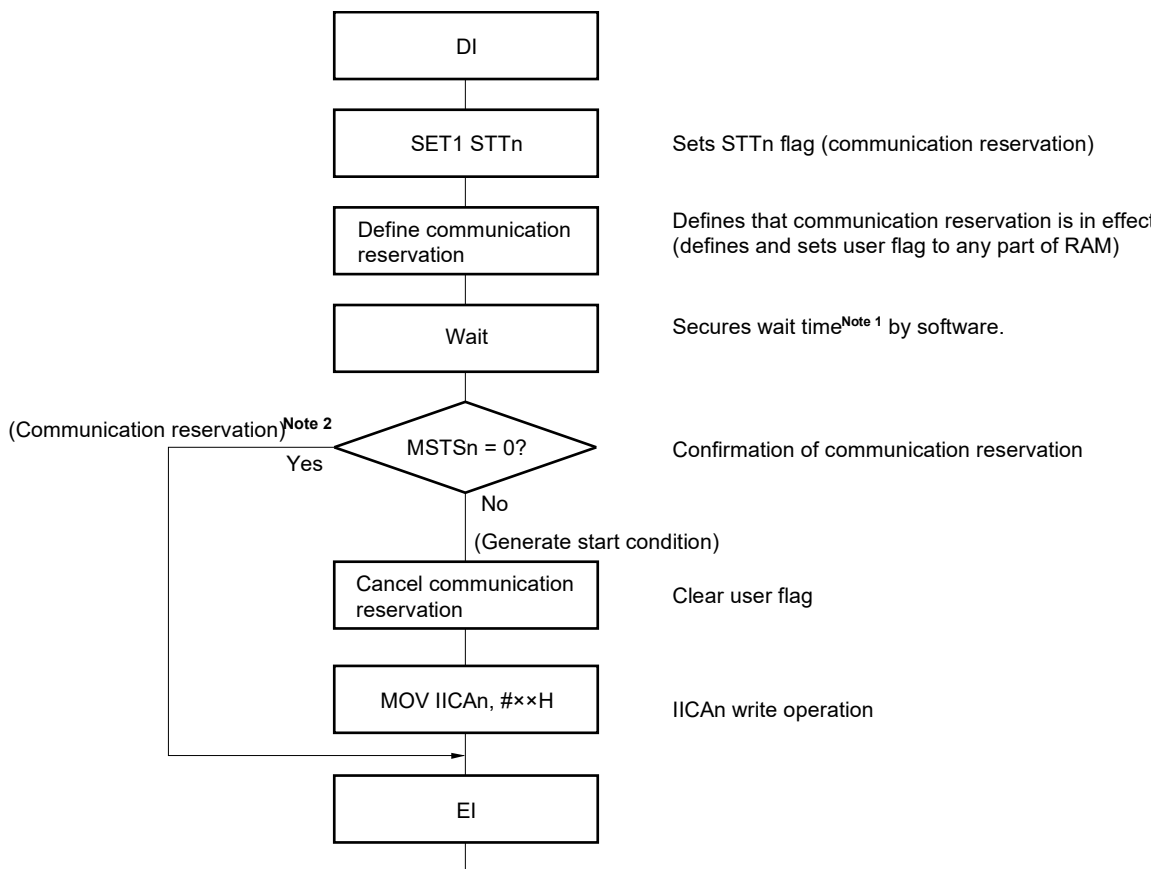 DI
SET1 STTn
Sets STTn flag (communication reservation)
Define communication
reservation
Defines that communication reservation is in effect
(defines and sets user flag to any part of RAM)
Wait
Secures wait timeNote 1 by software.
(Communication reservation)Note 2
Yes
MSTSn = 0?
Confirmation of communication reservation
No
(Generate start condition)
Cancel communication
reservation
Clear user flag
MOV IICAn, #××H
IICAn write operation
EI